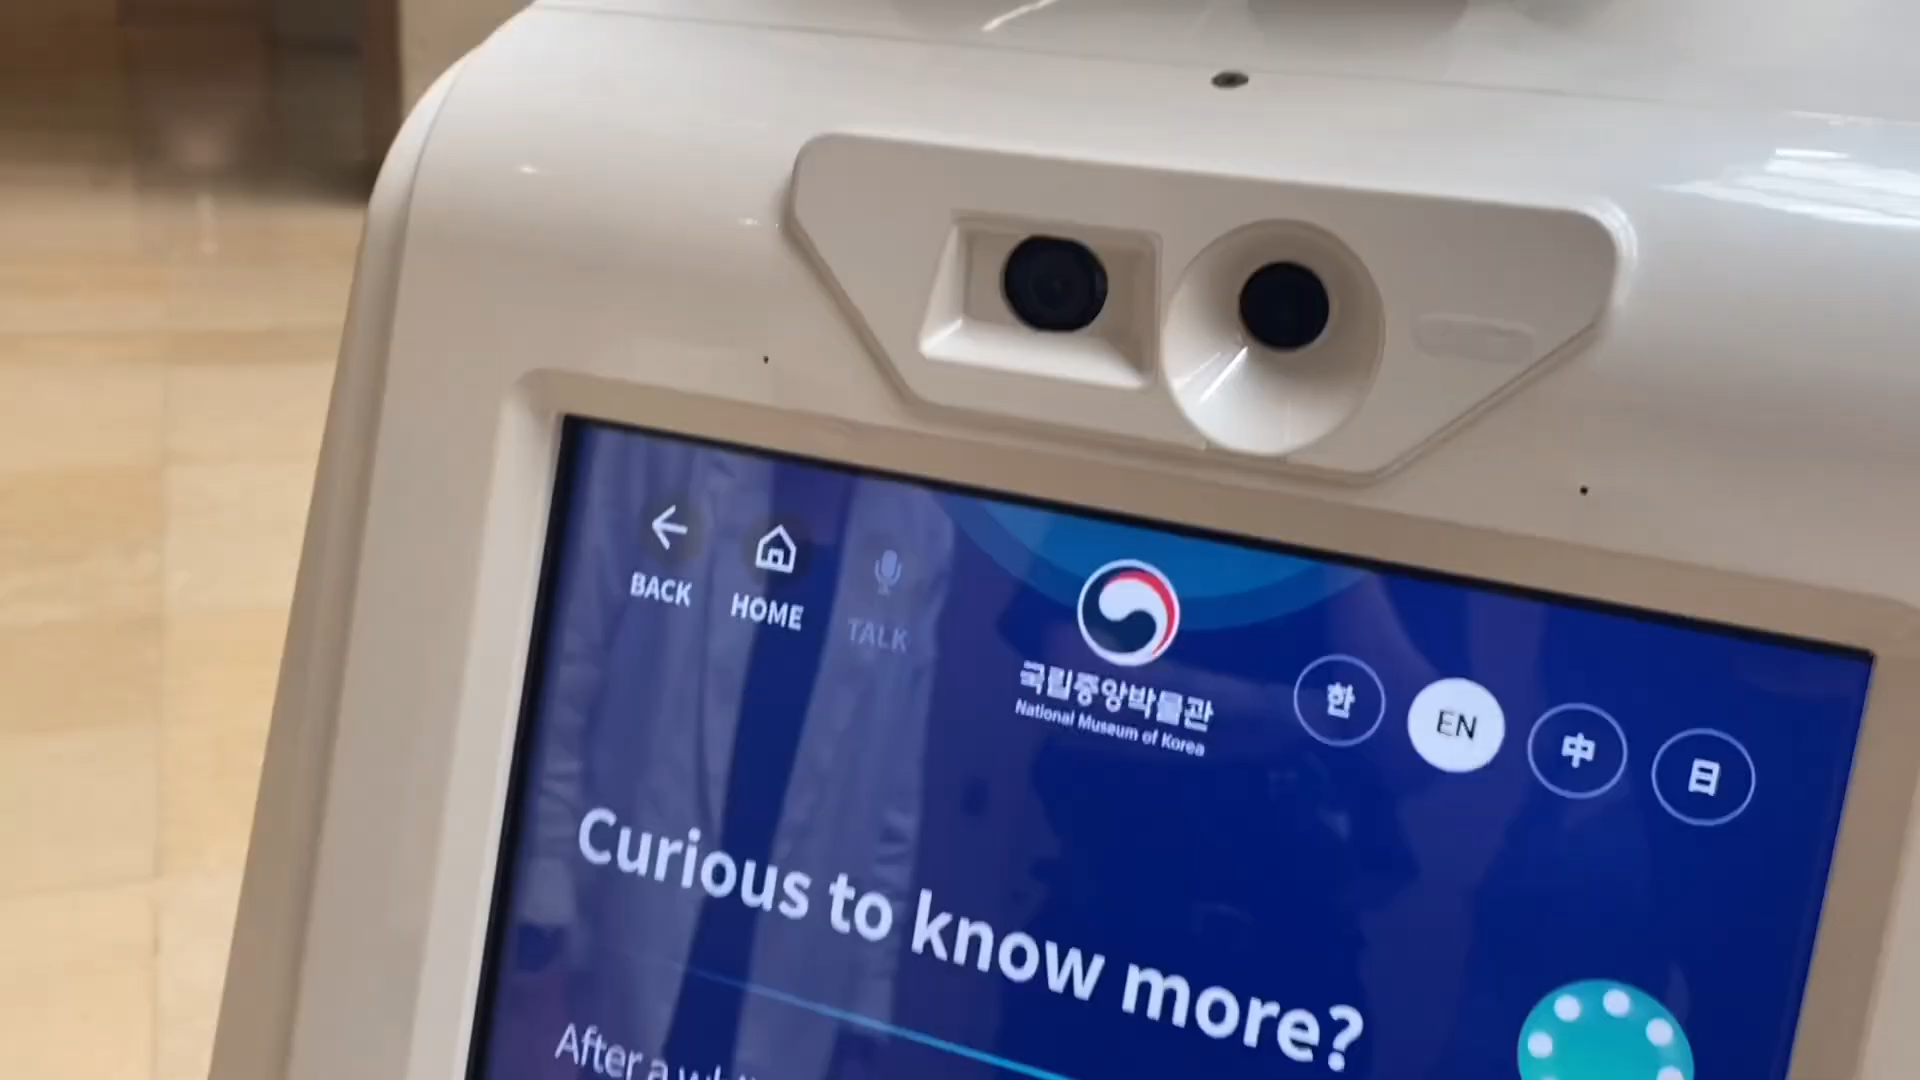 BACK
HOME
TALK
국립중앙박물관
National Museum of Korea
한
EN
中
日
Curious to know more?
After a